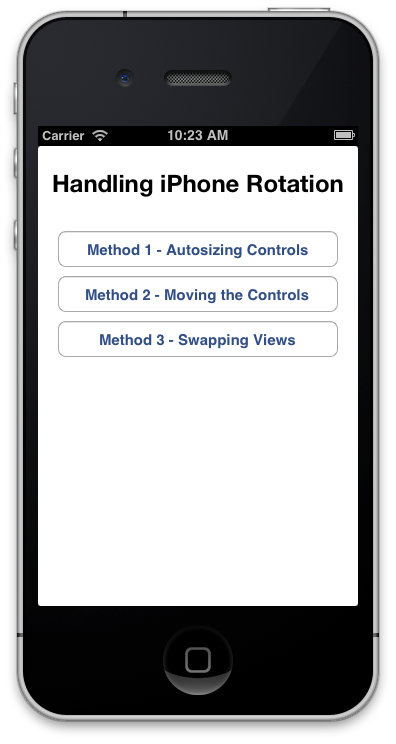 Carrier 10:23 AM
Handling iPhone Rotation
Method 1 - Autosizing Controls
Method 2 - Moving the Controls
Method 3 - Swapping Views